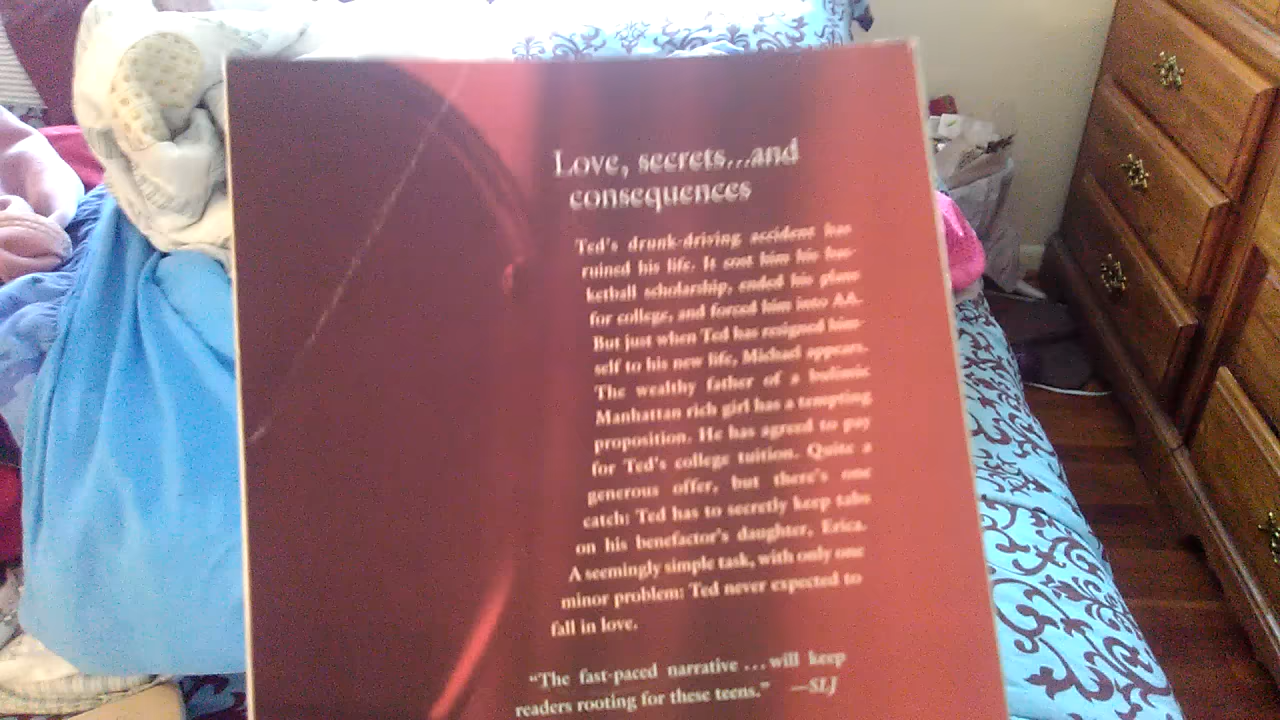 Love, secrets...and
consequences
Ted's drunk-driving accident has
ruined his life. It cost him his bas-
ketball scholarship, ended his plans
for college, and forced him into AA.
But just when Ted has resigned him-
self to his new life, Michael appears.
The wealthy father of a bulimic
Manhattan rich girl has a tempting
proposition. He has agreed to pay
for Ted's college tuition. Quite a
generous offer, but there's one
catch: Ted has to secretly keep tabs
on his benefactor's daughter, Erica.
A seemingly simple task, with only one
minor problem: Ted never expected to
fall in love.
"The fast-paced narrative ... will keep
readers rooting for these teens." —SLJ